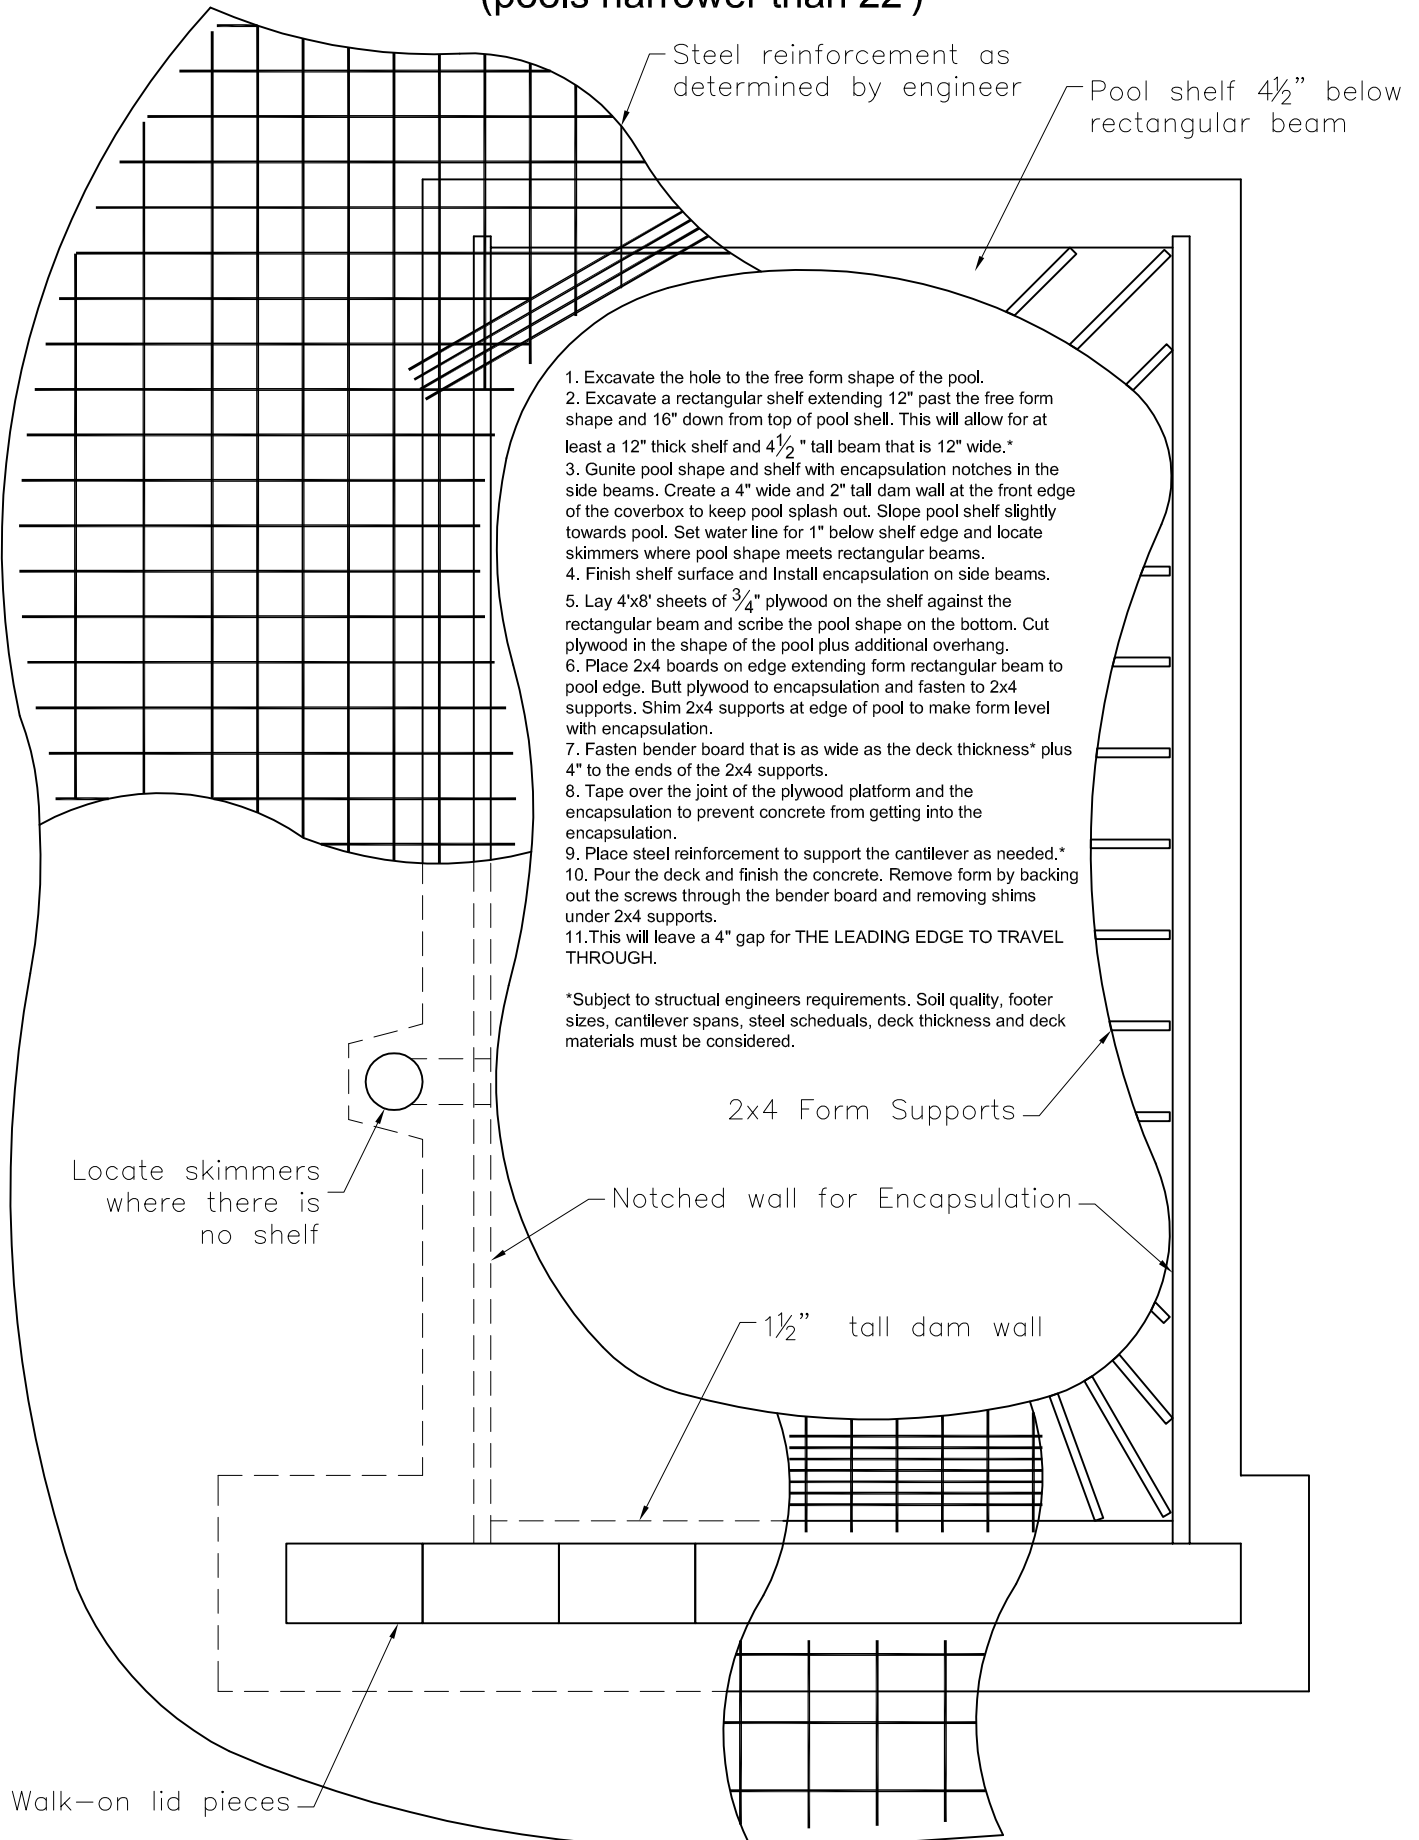 (pools narrower than 22')
Steel reinforcement as
determined by engineer
Pool shelf 4½” below
rectangular beam
1. Excavate the hole to the free form shape of the pool.
2. Excavate a rectangular shelf extending 12" past the free form
shape and 16" down from top of pool shell. This will allow for at
least a 12" thick shelf and 4½ " tall beam that is 12" wide.*
3. Gunite pool shape and shelf with encapsulation notches in the
side beams. Create a 4" wide and 2" tall dam wall at the front edge
of the coverbox to keep pool splash out. Slope pool shelf slightly
towards pool. Set water line for 1" below shelf edge and locate
skimmers where pool shape meets rectangular beams.
4. Finish shelf surface and Install encapsulation on side beams.
5. Lay 4'x8' sheets of ¾" plywood on the shelf against the
rectangular beam and scribe the pool shape on the bottom. Cut
plywood in the shape of the pool plus additional overhang.
6. Place 2x4 boards on edge extending form rectangular beam to
pool edge. Butt plywood to encapsulation and fasten to 2x4
supports. Shim 2x4 supports at edge of pool to make form level
with encapsulation.
7. Fasten bender board that is as wide as the deck thickness* plus
4" to the ends of the 2x4 supports.
8. Tape over the joint of the plywood platform and the
encapsulation to prevent concrete from getting into the
encapsulation.
9. Place steel reinforcement to support the cantilever as needed.*
10. Pour the deck and finish the concrete. Remove form by backing
out the screws through the bender board and removing shims
under 2x4 supports.
11.This will leave a 4" gap for THE LEADING EDGE TO TRAVEL
THROUGH.
*Subject to structual engineers requirements. Soil quality, footer
sizes, cantilever spans, steel scheduals, deck thickness and deck
materials must be considered.
2x4 Form Supports
Locate skimmers
where there is
no shelf
Notched wall for Encapsulation
1½” tall dam wall
Walk-on lid pieces